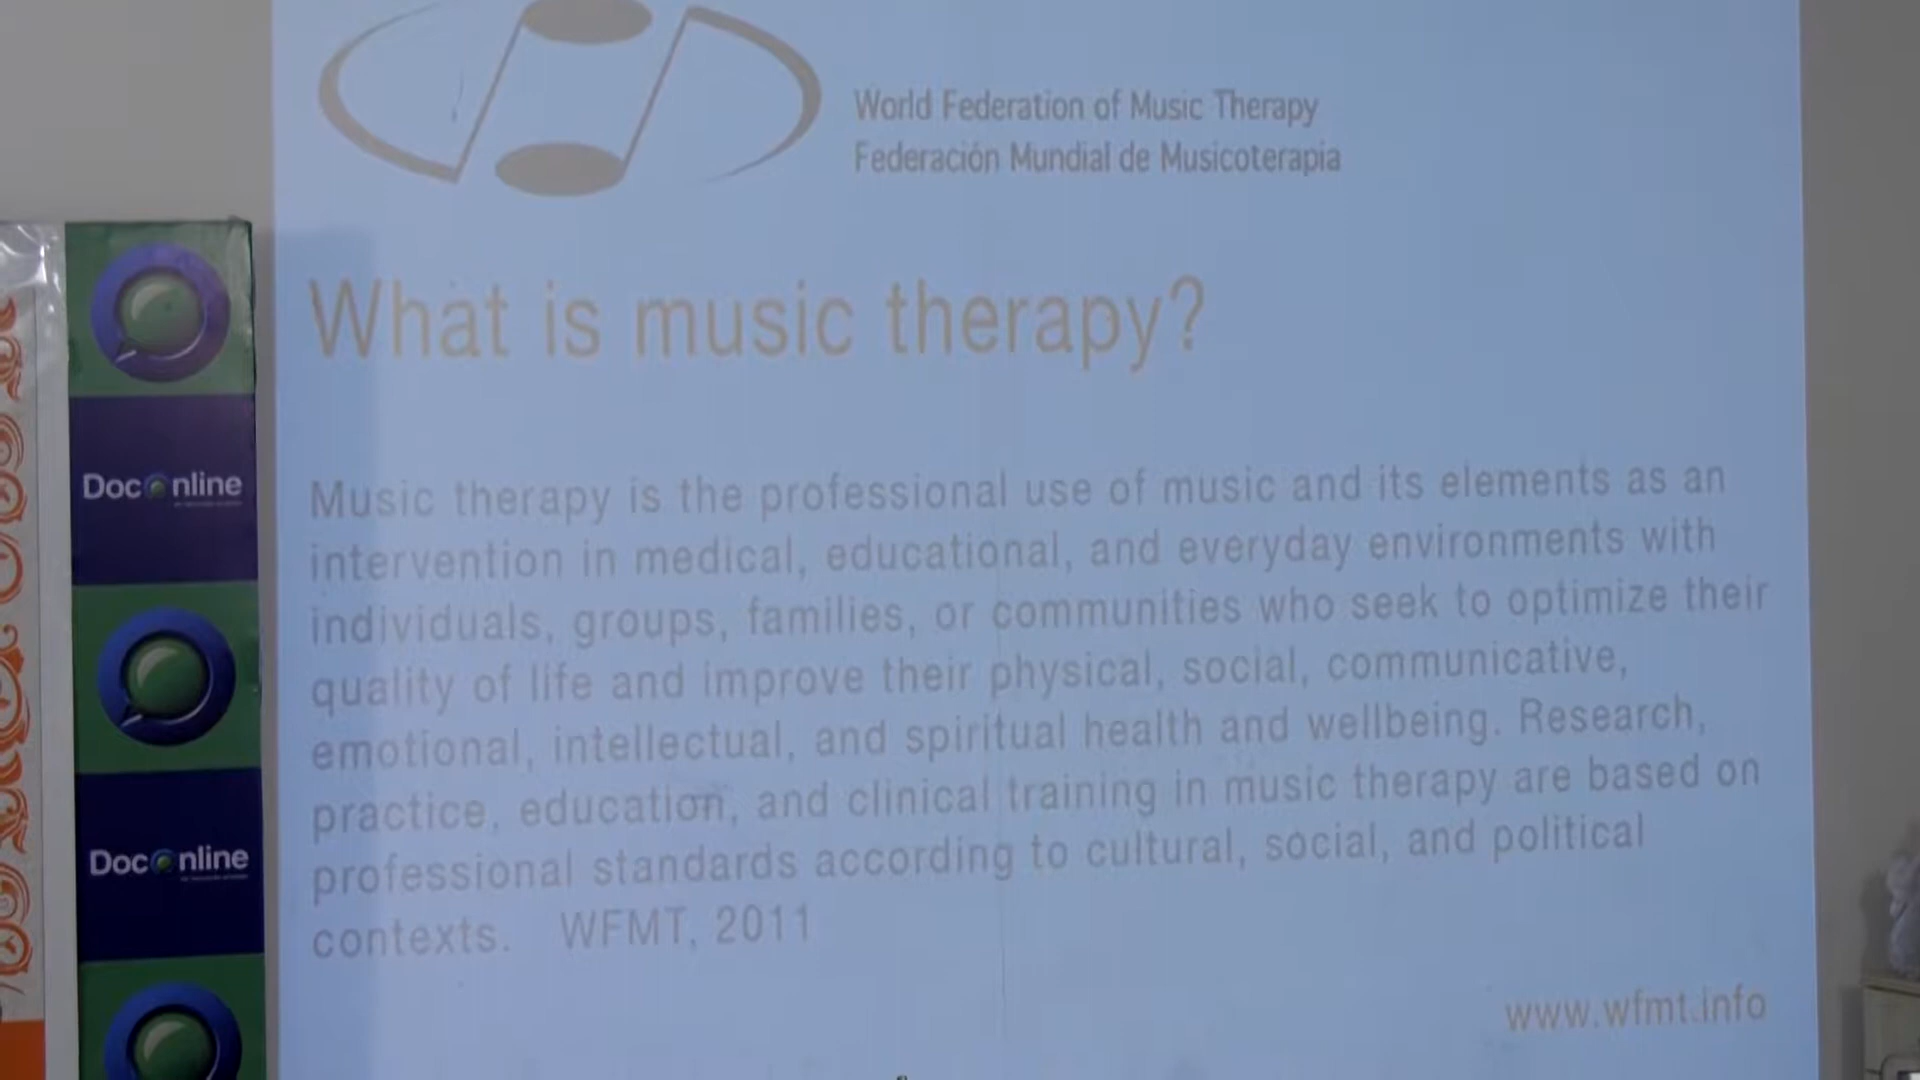 World Federation of Music Therapy
Federación Mundial de Musicoterapia
What is music therapy?
Music therapy is the professional use of music and its elements as an
intervention in medical, educational, and everyday environments with
individuals, groups, families, or communities who seek to optimize their
quality of life and improve their physical, social, communicative,
emotional, intellectual, and spiritual health and wellbeing. Research,
practice, education, and clinical training in music therapy are based on
professional standards according to cultural, social, and political
contexts. WFMT, 2011
www.wfmt.info
DocOnline
DocOnline